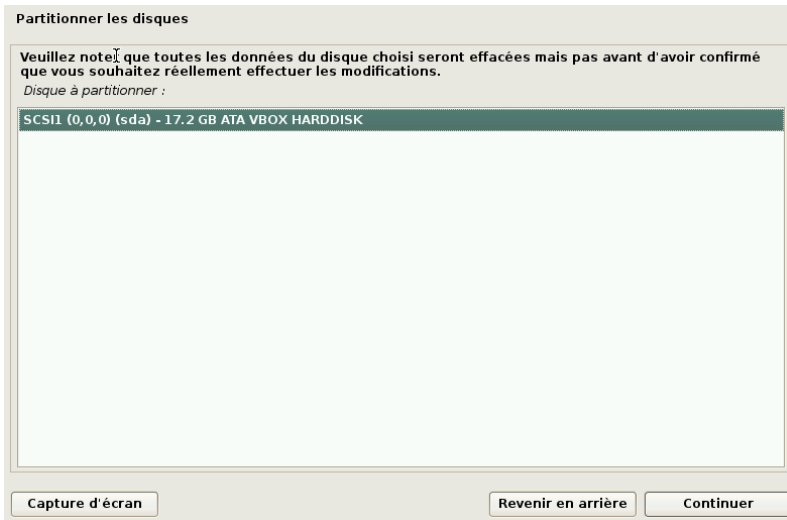 Partitionner les disques
Veuillez noter que toutes les données du disque choisi seront effacées mais pas avant d'avoir confirmé
que vous souhaitez réellement effectuer les modifications.
Disque à partitionner :
SCSI1 (0,0,0) (sda) - 17.2 GB ATA VBOX HARDDISK
Capture d'écran
Revenir en arrière
Continuer